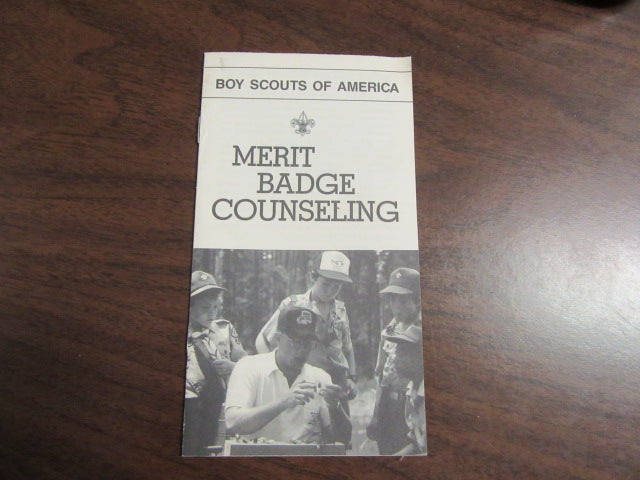 BOY SCOUTS OF AMERICA
MERIT
BADGE
COUNSELING